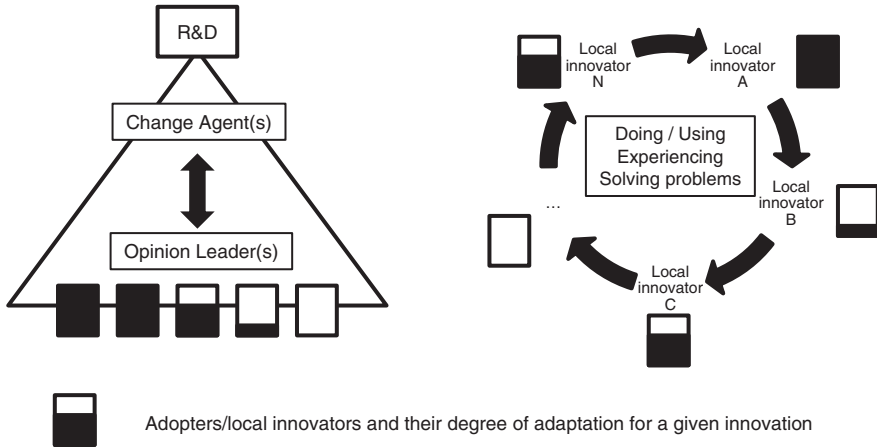 R&D
Change Agent(s)
Opinion Leader(s)
Local
innovator
N
Local
innovator
A
Doing / Using
Experiencing
Solving problems
Local
innovator
B
...
Local
innovator
C
Adopters/local innovators and their degree of adaptation for a given innovation